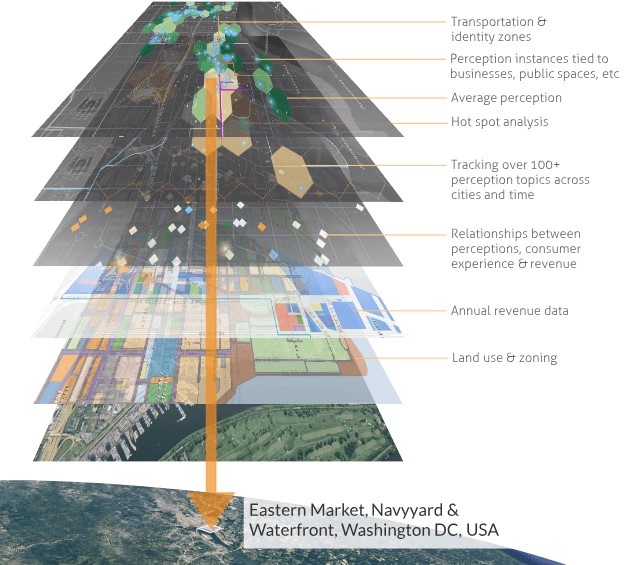 Transportation &
identity zones
Perception instances tied to
businesses, public spaces, etc
Average perception
Hot spot analysis
Tracking over 100+
perception topics across
cities and time
Relationships between
perceptions, consumer
experience & revenue
Annual revenue data
Land use & zoning
Eastern Market, Navyyard &
Waterfront, Washington DC, USA